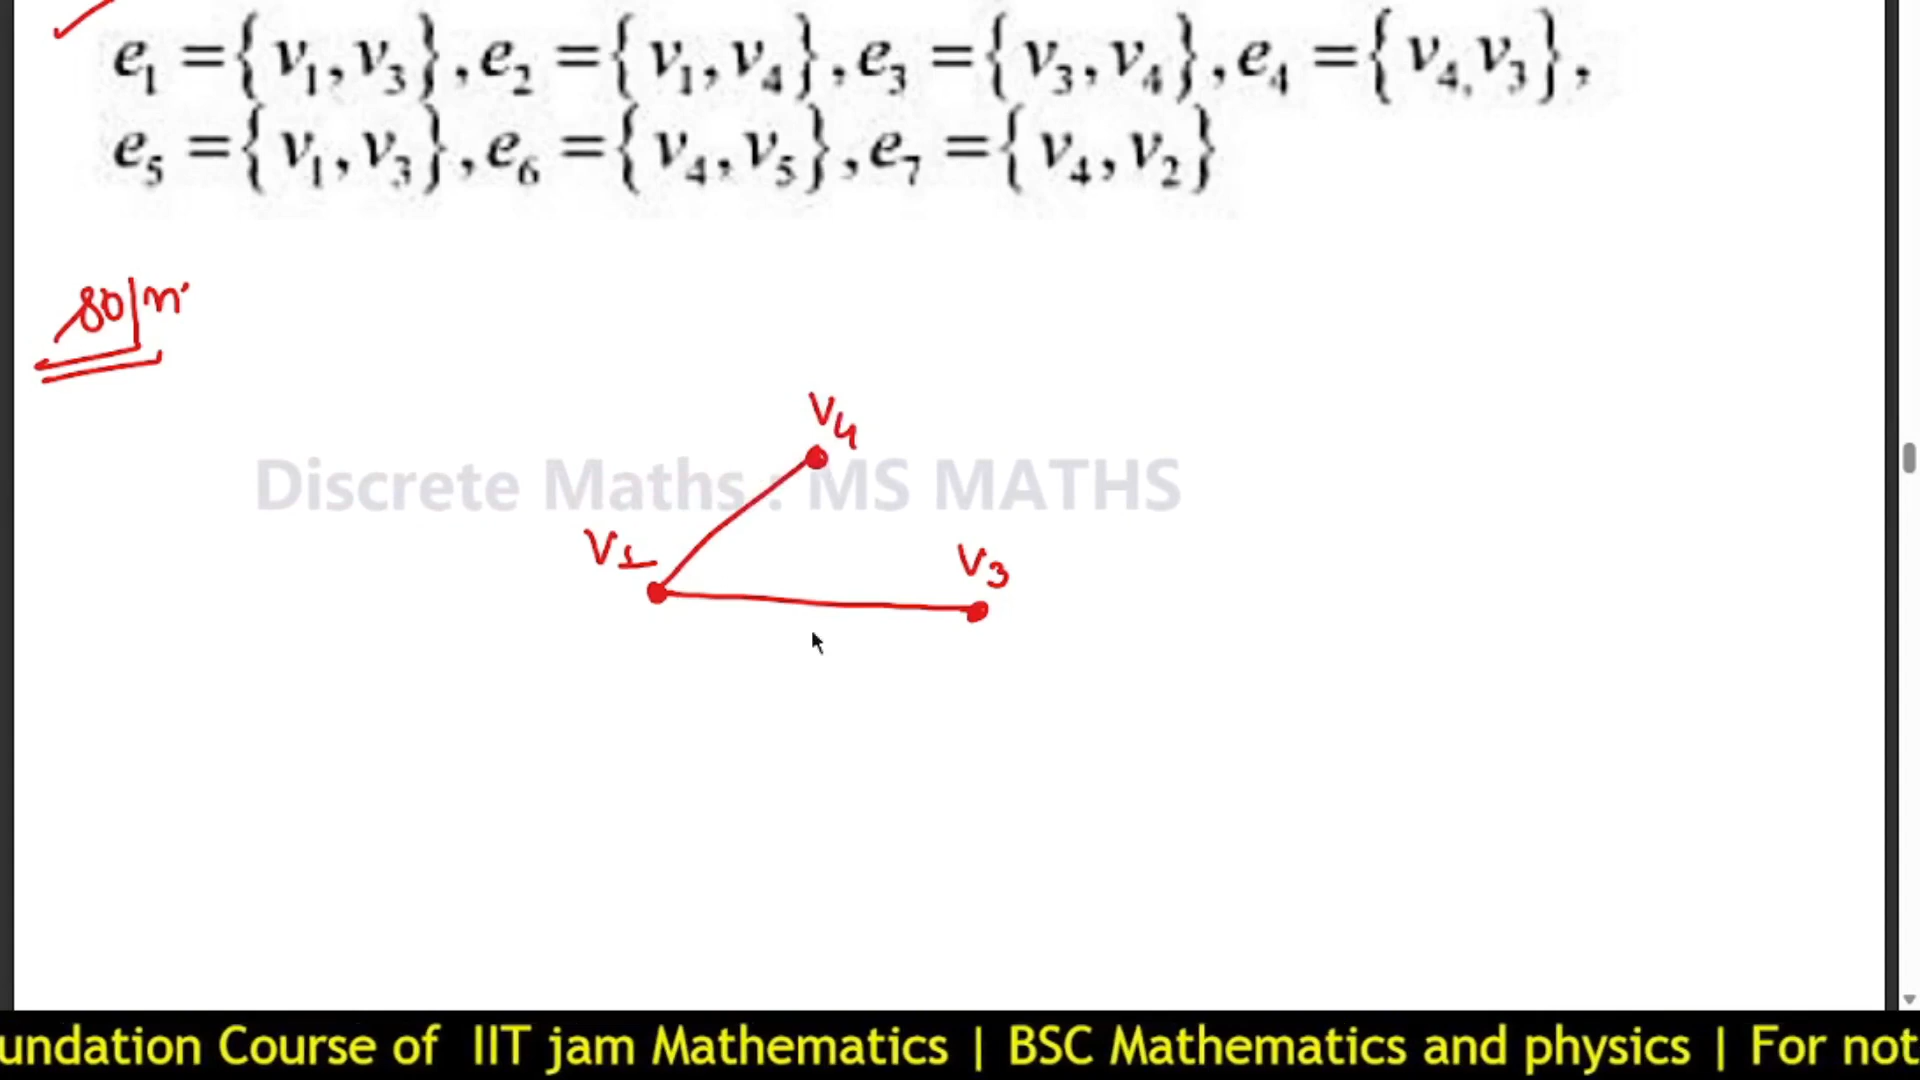 e₁ = { v₁, v₃ }, e₂ = { v₁, v₄ }, e₃ = { v₃, v₄ }, e₄ = { v₄, v₃ },
e₅ = { v₁, v₃ }, e₆ = { v₄, v₅ }, e₇ = { v₄, v₂ }
so/n'
V₄
Discrete Maths : MS MATHS
V₁
V₃
undation Course of IIT jam Mathematics | BSC Mathematics and physics | For not